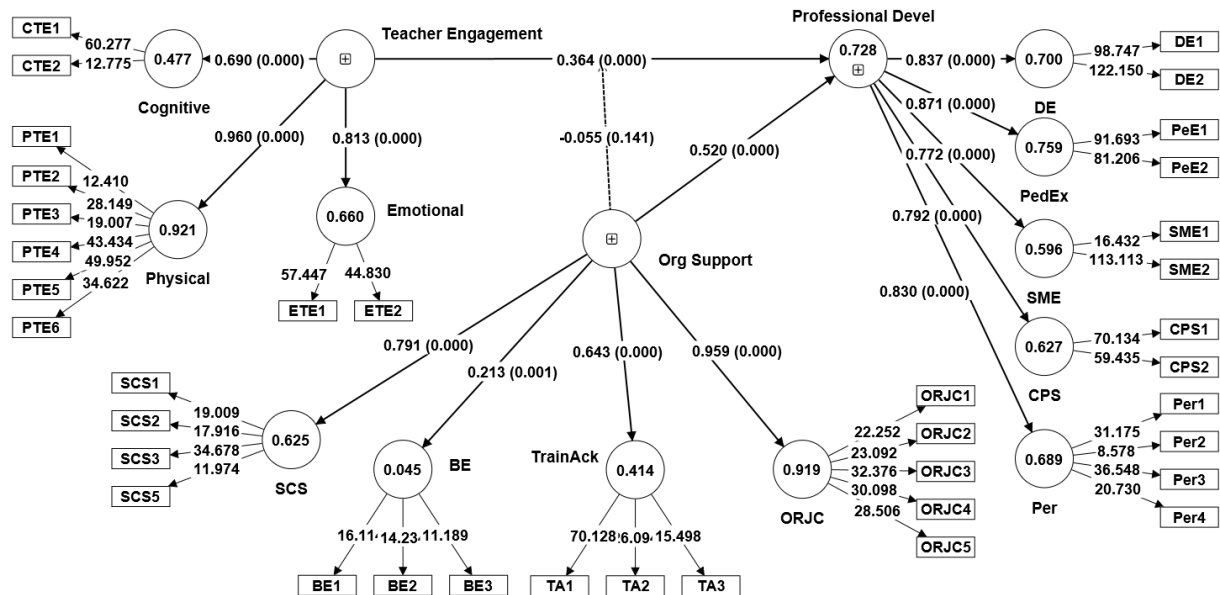 Professional Devel
CTE1
60.277
CTE2
12.775
0.477
Cognitive
0.690 (0.000)
Teacher Engagement
0.364 (0.000)
0.728
0.837 (0.000)
0.700
DE
98.747
122.150
DE1
DE2
0.960 (0.000)
0.813 (0.000)
-0.055 (0.141)
0.520 (0.000)
0.871 (0.000)
0.772 (0.000)
0.792 (0.000)
0.830 (0.000)
PTE1
PTE2
PTE3
PTE4
PTE5
PTE6
12.410
28.149
19.007
43.434
49.952
34.622
0.921
Physical
0.660
Emotional
57.447
44.830
ETE1
ETE2
0.759
PedEx
91.693
81.206
PeE1
PeE2
0.596
SME
16.432
113.113
SME1
SME2
0.627
CPS
70.134
59.435
CPS1
CPS2
0.689
Per
31.175
8.578
36.548
20.730
Per1
Per2
Per3
Per4
Org Support
0.791 (0.000)
0.213 (0.001)
0.643 (0.000)
0.959 (0.000)
SCS1
SCS2
SCS3
SCS5
19.009
17.916
34.678
11.974
0.625
SCS
0.045
BE
14.23
11.189
BE1
BE2
BE3
TrainAck
0.414
70.128
15.498
TA1
TA2
TA3
0.919
ORJC
22.252
23.092
32.376
30.098
28.506
ORJC1
ORJC2
ORJC3
ORJC4
ORJC5